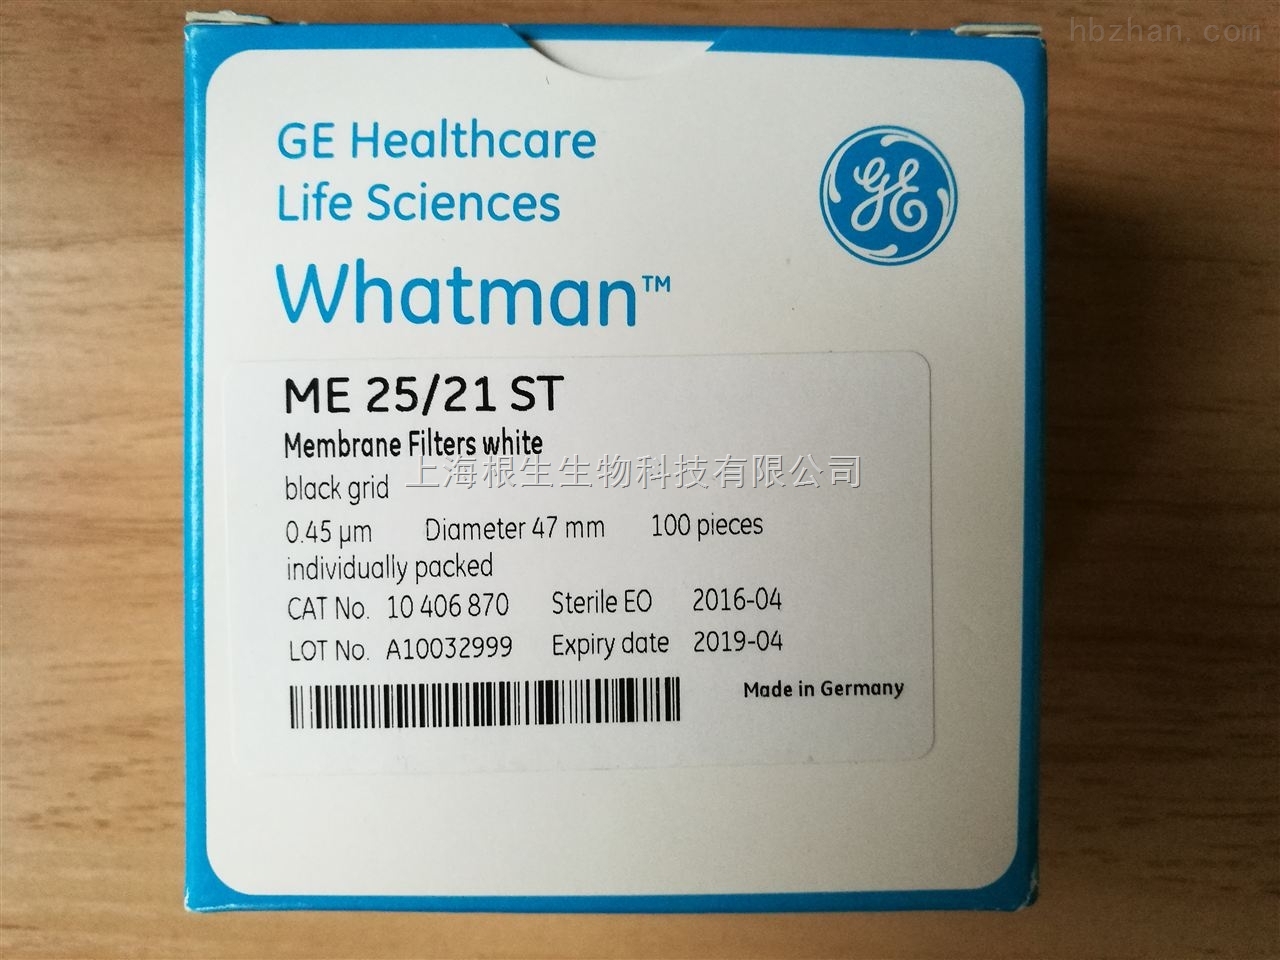 hbzhan.com
GE Healthcare
Life Sciences
GE
Whatman™
ME 25/21 ST
Membrane Filters white
black grid
上海根生生物科技有限公司
0.45 µm Diameter 47 mm 100 pieces
individually packed
CAT No. 10 406 870 Sterile EO 2016-04
LOT No. A10032999 Expiry date 2019-04
Made in Germany